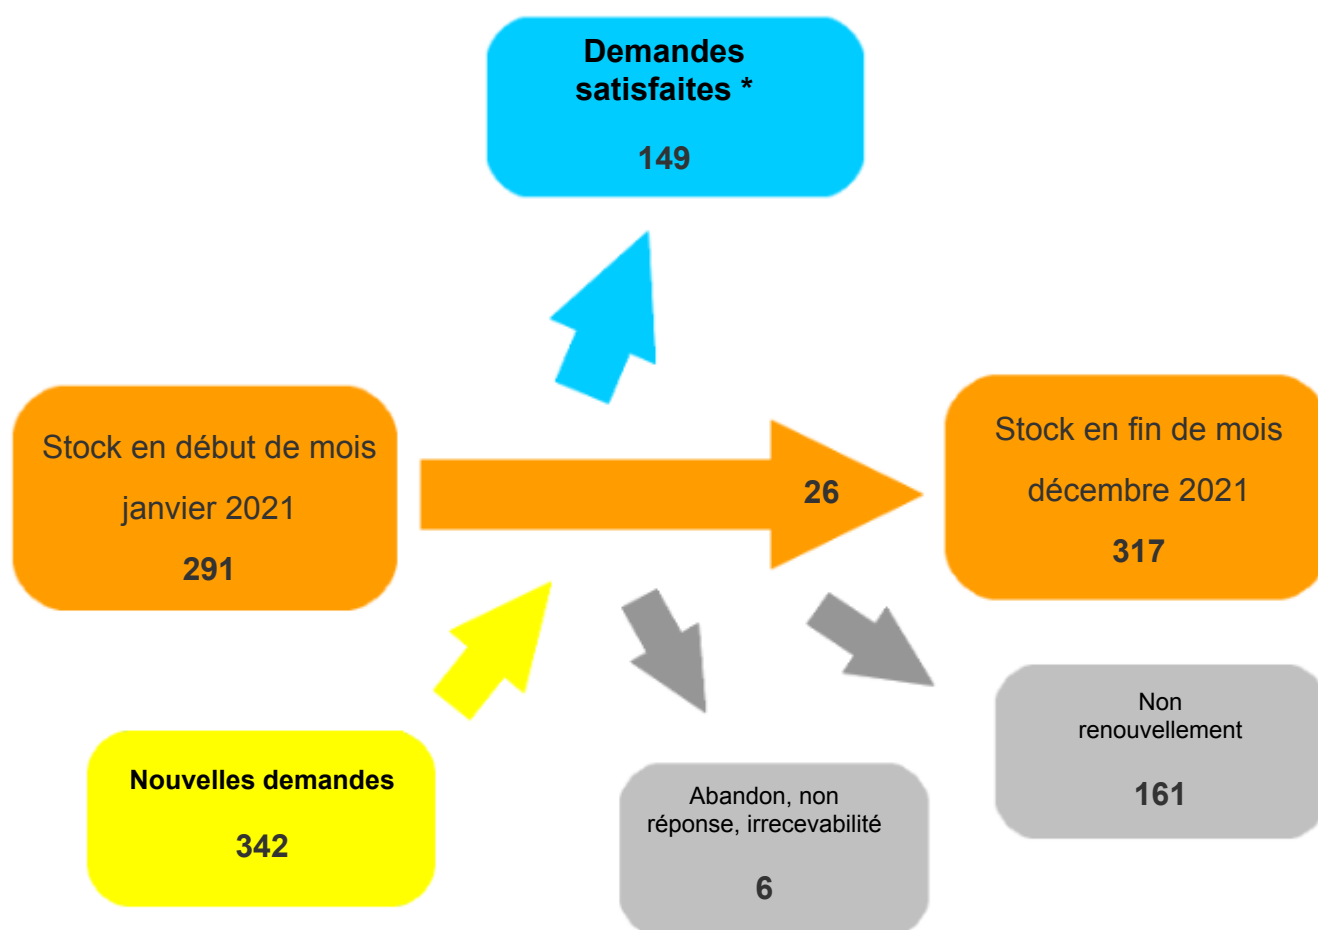 Demandes
satisfaites *
149
Stock en début de mois
janvier 2021
291
26
Stock en fin de mois
décembre 2021
317
Nouvelles demandes
342
Abandon, non
réponse, irrecevabilité
6
Non
renouvellement
161